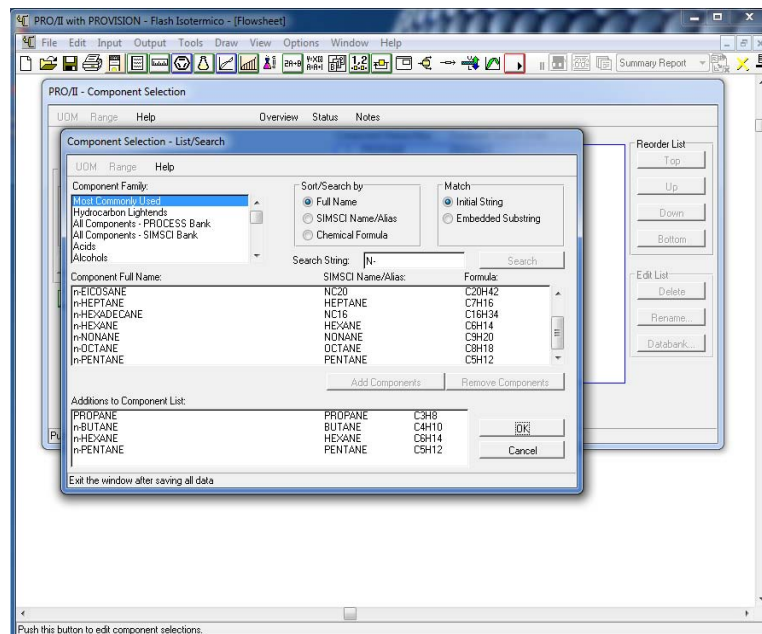 PRO/II with PROVISION - Flash Isotermico - [Flowsheet]
File Edit Input Output Tools Draw View Options Window Help
Summary Report
PRO/II - Component Selection
UOM Range Help Overview Status Notes
Component Selection - List/Search
UOM Range Help
Reorder List
Top
Up
Down
Bottom
Edit List
Delete
Rename...
Databank...
Component Family:
Most Commonly Used
Hydrocarbon Lightends
All Components - PROCESS Bank
All Components - SIMSCI Bank
Acids
Alcohols
Sort/Search by
Full Name
SIMSCI Name/Alias
Chemical Formula
Match
Initial String
Embedded Substring
Search String: N- Search
Component Full Name: SIMSCI Name/Alias: Formula:
n-EICOSANE NC20 C20H42
n-HEPTANE HEPTANE C7H16
n-HEXADECANE NC16 C16H34
n-HEXANE HEXANE C6H14
n-NONANE NONANE C9H20
n-OCTANE OCTANE C8H18
n-PENTANE PENTANE C5H12
Add Components Remove Components
Additions to Component List:
PROPANE PROPANE C3H8
n-BUTANE BUTANE C4H10
n-HEXANE HEXANE C6H14
n-PENTANE PENTANE C5H12
OK
Cancel
Exit the window after saving all data
Pu
Push this button to edit component selections.